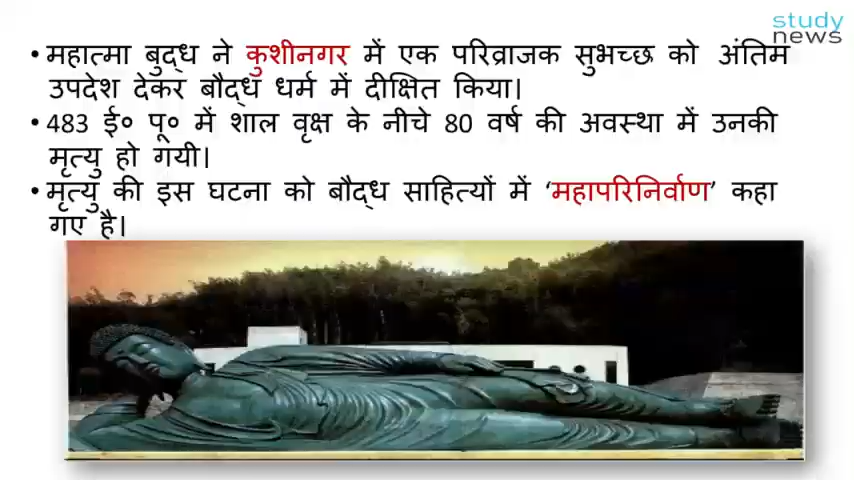 study
news
• महात्मा बुद्ध ने कुशीनगर में एक परिव्राजक सुभच्छ को अंतिम
उपदेश देकर बौद्ध धर्म में दीक्षित किया।
• 483 ई० पू० में शाल वृक्ष के नीचे 80 वर्ष की अवस्था में उनकी
मृत्यु हो गयी।
• मृत्यु की इस घटना को बौद्ध साहित्यों में ‘महापरिनिर्वाण’ कहा
गए है।